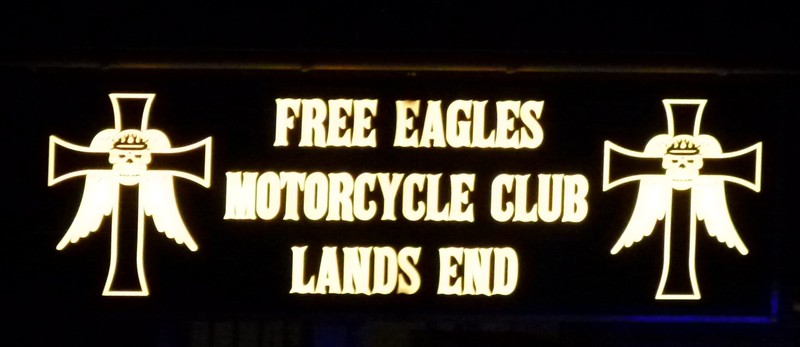 FREE EAGLES
MOTORCYCLE CLUB
LANDS END